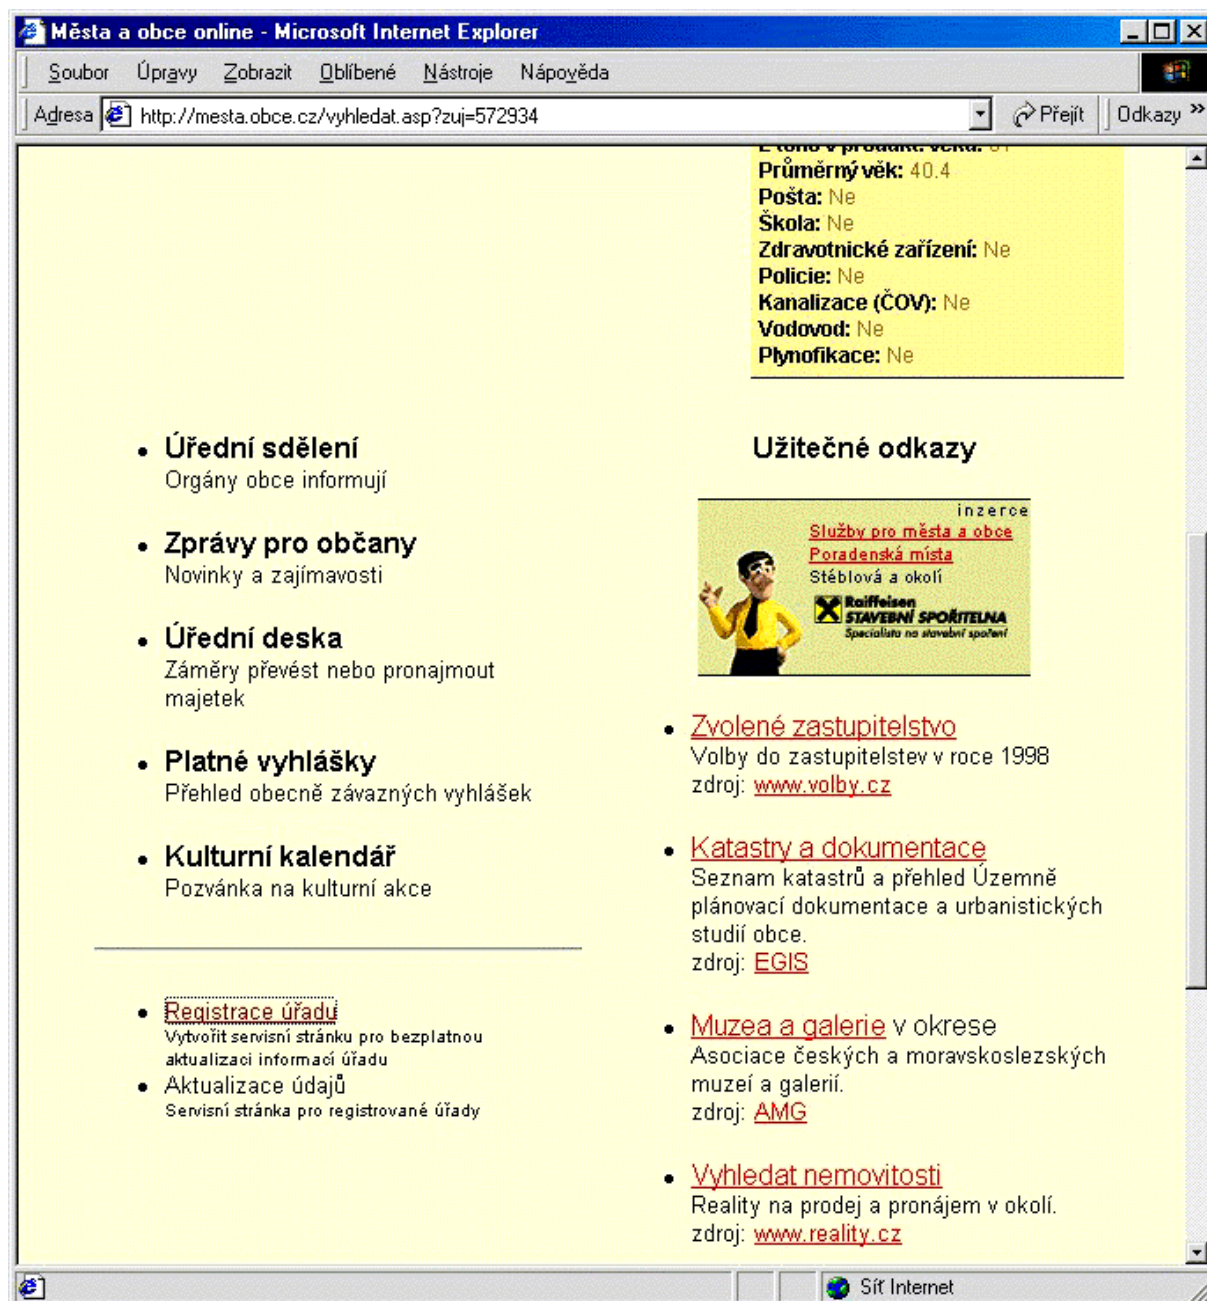 Města a obce online - Microsoft Internet Explorer
Soubor Úpravy Zobrazit Oblíbené Nástroje Nápověda
Adresa http://mesta.obce.cz/vyhledat.asp?zuj=572934 Přejít Odkazy »
Průměrný věk: 40.4
Pošta: Ne
Škola: Ne
Zdravotnické zařízení: Ne
Policie: Ne
Kanalizace (ČOV): Ne
Vodovod: Ne
Plynofikace: Ne
Úřední sdělení
Orgány obce informují
Zprávy pro občany
Novinky a zajímavosti
Úřední deska
Záměry převést nebo pronajmout
majetek
Platné vyhlášky
Přehled obecně závazných vyhlášek
Kulturní kalendář
Pozvánka na kulturní akce
Registrace úřadu
Vytvořit servisní stránku pro bezplatnou
aktualizaci informací úřadu
Aktualizace údajů
Servisní stránka pro registrované úřady
Užitečné odkazy
inzerce
Služby pro města a obce
Poradenská místa
Stéblová a okolí
Raiffeisen
STAVEBNÍ SPOŘITELNA
Specialista na stavební spoření
Zvolené zastupitelstvo
Volby do zastupitelstev v roce 1998
zdroj: www.volby.cz
Katastry a dokumentace
Seznam katastrů a přehled Územně
plánovací dokumentace a urbanistických
studií obce.
zdroj: EGIS
Muzea a galerie v okrese
Asociace českých a moravskoslezských
muzeí a galerií.
zdroj: AMG
Vyhledat nemovitosti
Reality na prodej a pronájem v okolí.
zdroj: www.reality.cz
Síť Internet